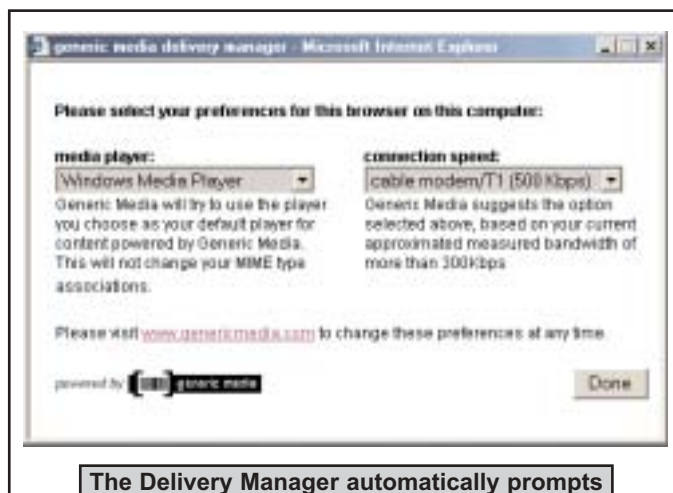 generic media delivery manager - Microsoft Internet Explorer
Please select your preferences for this browser on this computer:
media player:
Windows Media Player
Generic Media will try to use the player
you choose as your default player for
content powered by Generic Media.
This will not change your MIME type
associations.
connection speed:
cable modem/T1 (500 Kbps)
Generic Media suggests the option
selected above, based on your current
approximated measured bandwidth of
more than 300Kbps
Please visit www.genericmedia.com to change these preferences at any time.
powered by generic media
Done
The Delivery Manager automatically prompts